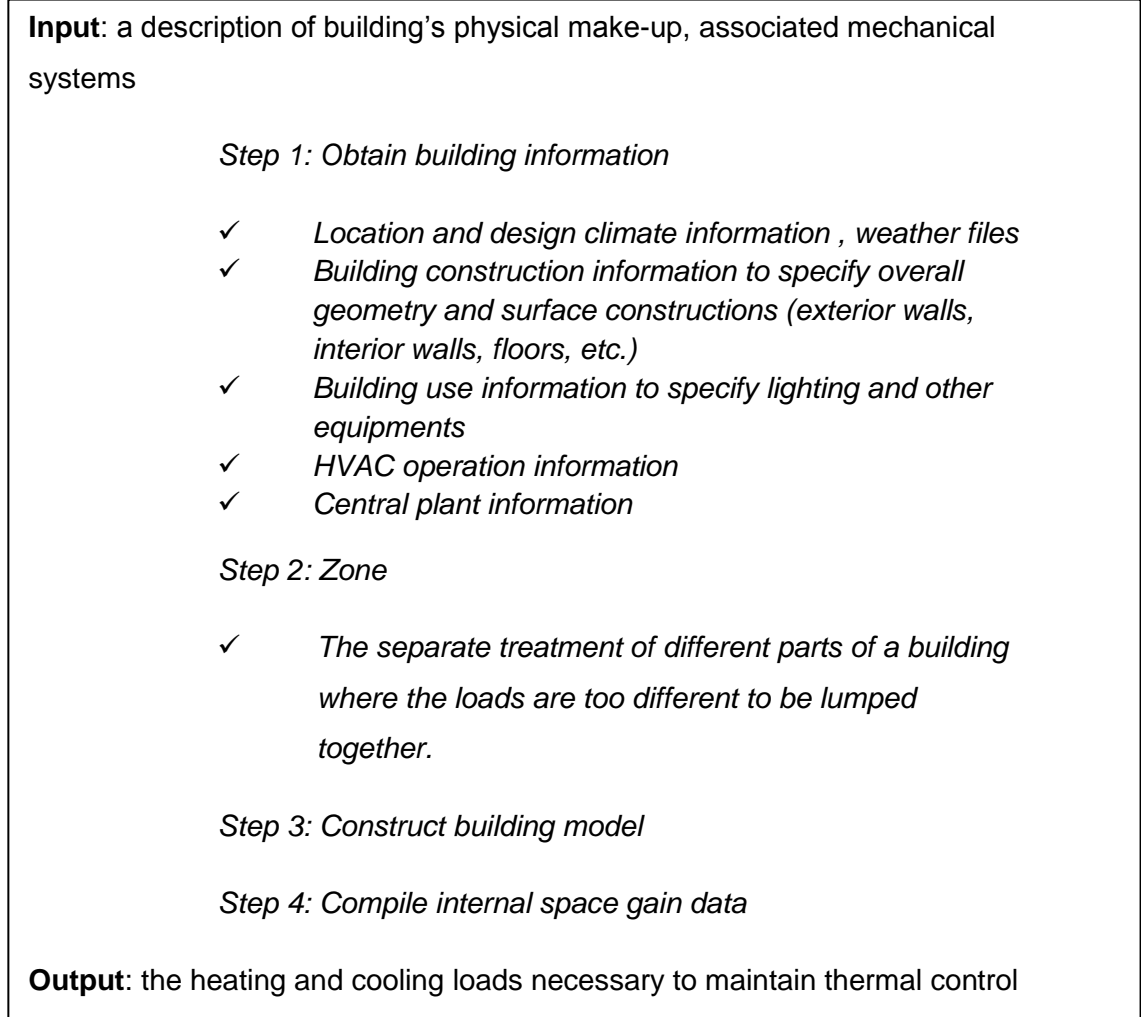 Input: a description of building's physical make-up, associated mechanical
systems
Step 1: Obtain building information
✓ Location and design climate information , weather files
✓ Building construction information to specify overall
geometry and surface constructions (exterior walls,
interior walls, floors, etc.)
✓ Building use information to specify lighting and other
equipments
✓ HVAC operation information
✓ Central plant information
Step 2: Zone
✓ The separate treatment of different parts of a building
where the loads are too different to be lumped
together.
Step 3: Construct building model
Step 4: Compile internal space gain data
Output: the heating and cooling loads necessary to maintain thermal control